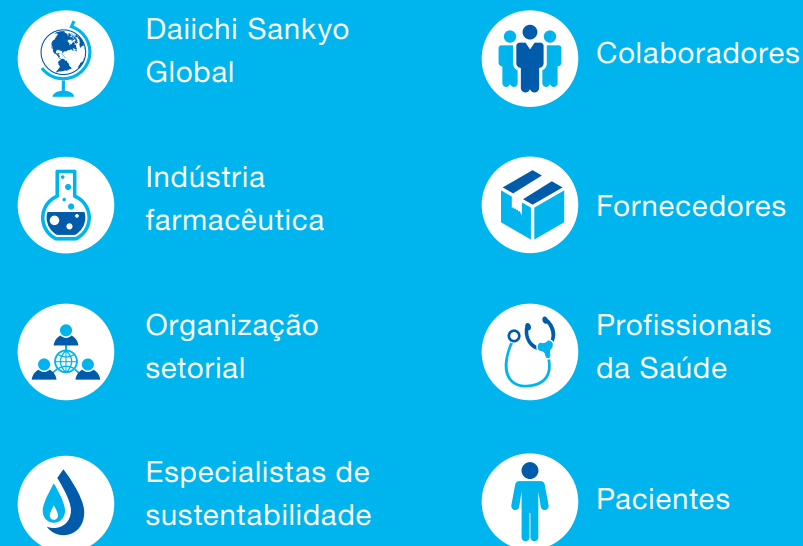 Daiichi Sankyo
Global
Colaboradores
Indústria
farmacêutica
Fornecedores
Organização
setorial
Profissionais
da Saúde
Especialistas de
sustentabilidade
Pacientes